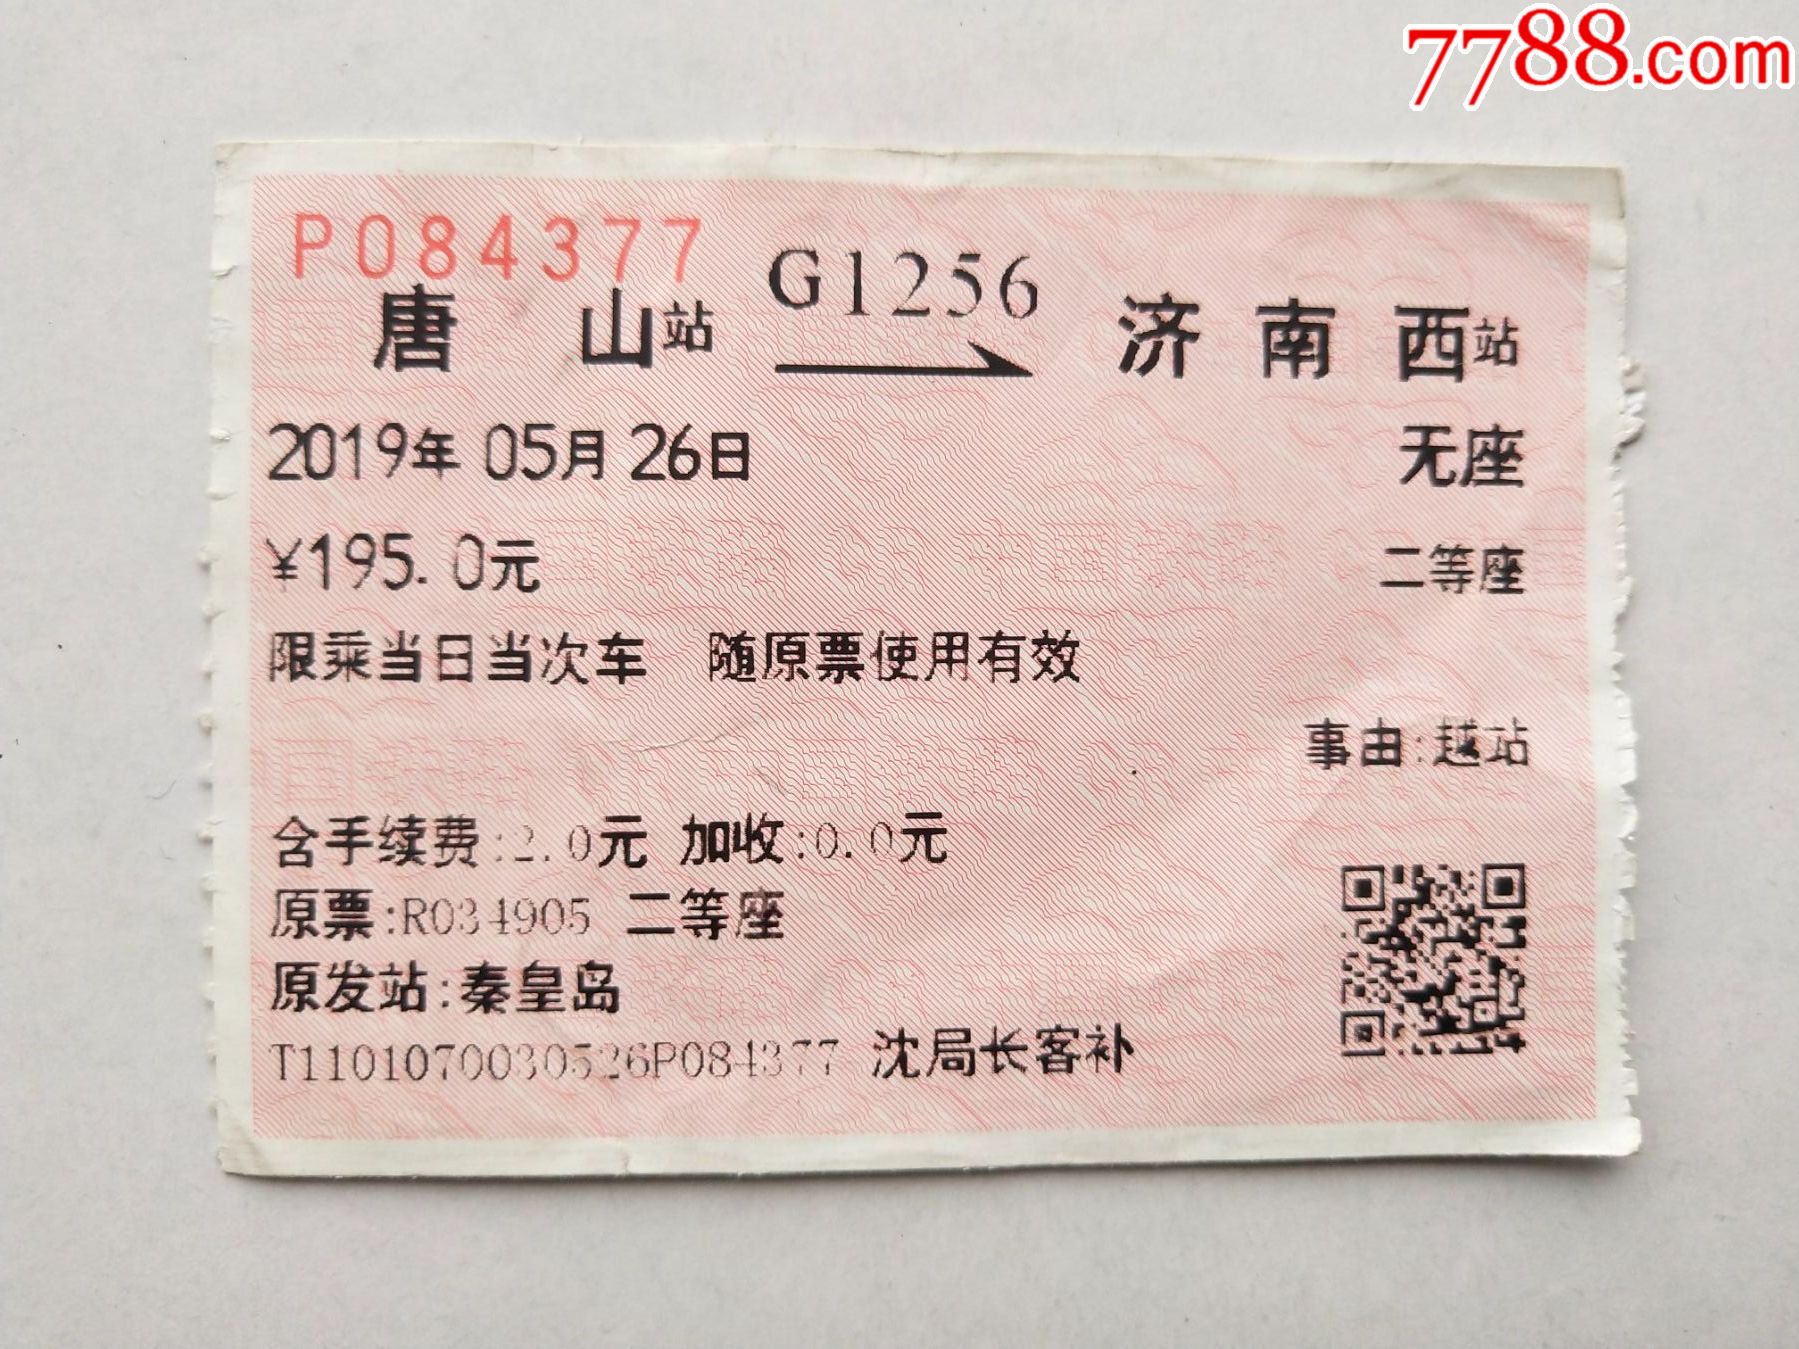 7788.com
P084377
唐山站 G1256 济南西站
2019年05月26日 无座
¥195.0元 二等座
限乘当日当次车 随原票使用有效
事由:越站
含手续费:2.0元 加收:0.0元
原票:R034905 二等座
原发站:秦皇岛
T1101070030526P084377 沈局长客补